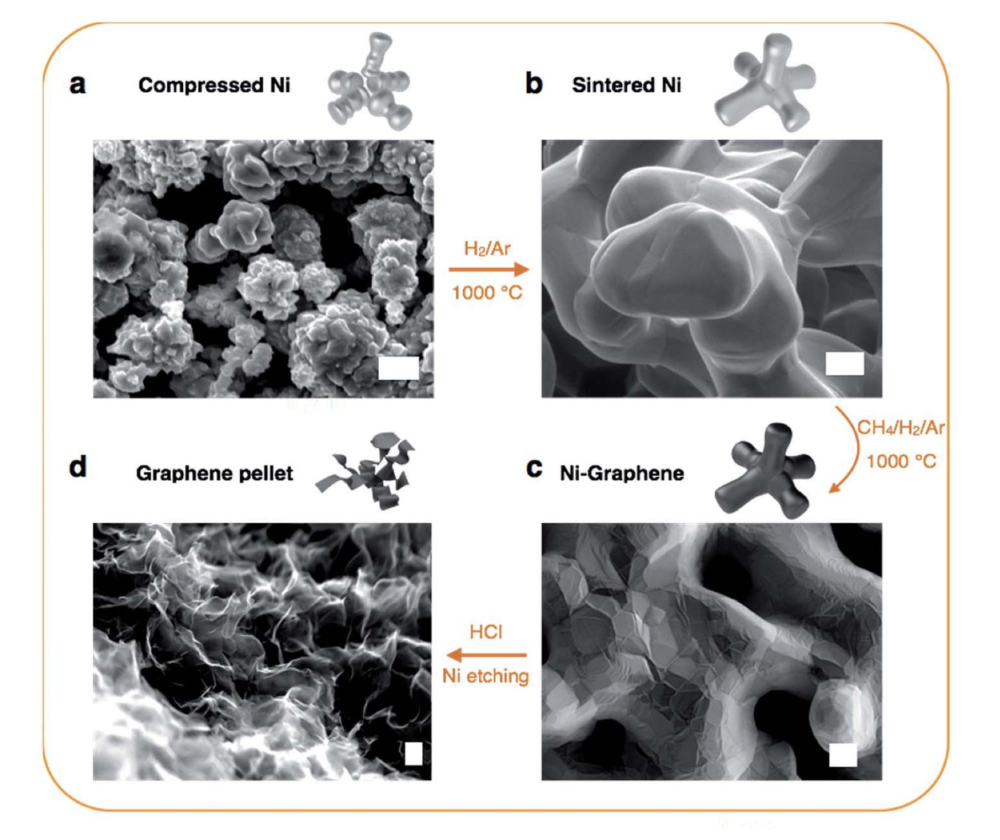 a Compressed Ni
b Sintered Ni
H₂/Ar
1000 °C
CH₄/H₂/Ar
1000 °C
d Graphene pellet
c Ni-Graphene
HCl
Ni etching